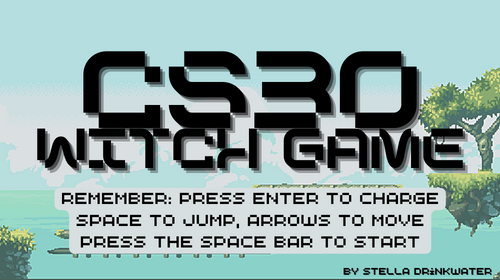 CS30
WITCH GAME
REMEMBER: PRESS ENTER TO CHARGE
SPACE TO JUMP, ARROWS TO MOVE
PRESS THE SPACE BAR TO START
BY STELLA DRINKWATER